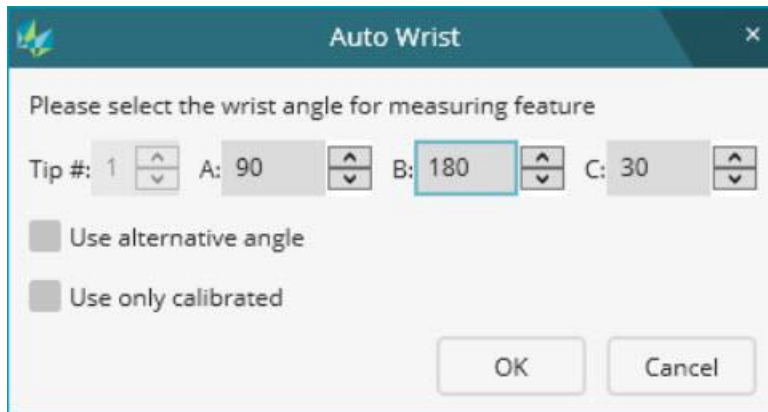 Auto Wrist
Please select the wrist angle for measuring feature
Tip #: 1 A: 90 B: 180 C: 30
Use alternative angle
Use only calibrated
OK Cancel